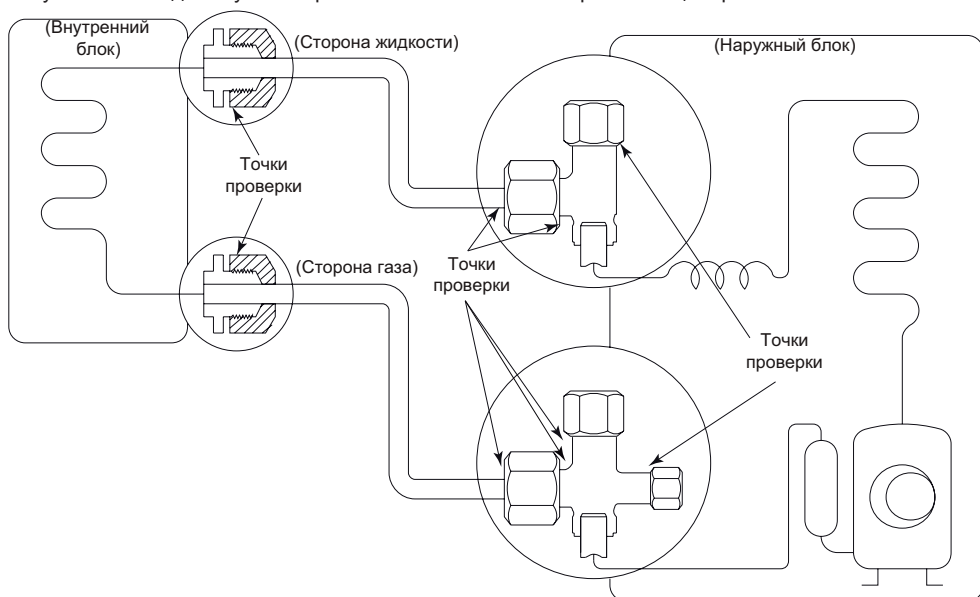 (Внутренний
блок)
(Сторона жидкости)
(Наружный блок)
Точки
проверки
(Сторона газа)
Точки
проверки
Точки
проверки